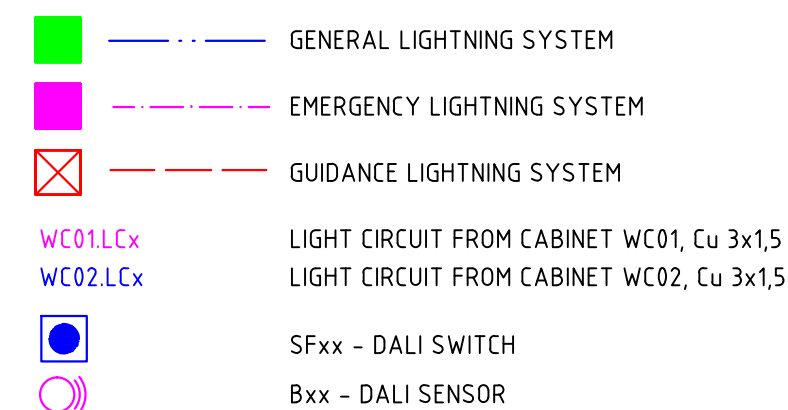 GENERAL LIGHTNING SYSTEM
EMERGENCY LIGHTNING SYSTEM
GUIDANCE LIGHTNING SYSTEM
WC01.LCx LIGHT CIRCUIT FROM CABINET WC01, Cu 3x1,5
WC02.LCx LIGHT CIRCUIT FROM CABINET WC02, Cu 3x1,5
SFxx - DALI SWITCH
Bxx - DALI SENSOR